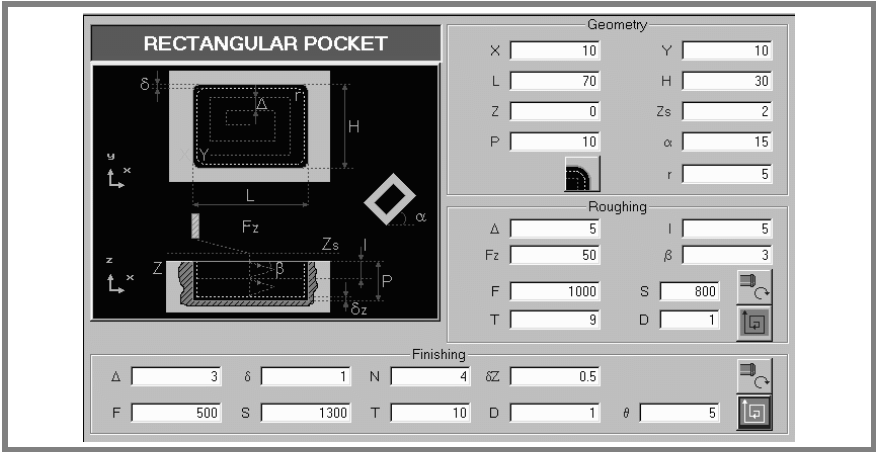 RECTANGULAR POCKET
δ
Δ
r
H
Y
y
x
L
α
Fz
Zs
I
z
x
Z
β
P
δz
Geometry
X 10 Y 10
L 70 H 30
Z 0 Zs 2
P 10 α 15
r 5
Roughing
Δ 5 I 5
Fz 50 β 3
F 1000 S 800
T 9 D 1
Finishing
Δ 3 δ 1 N 4 δZ 0.5
F 500 S 1300 T 10 D 1 θ 5